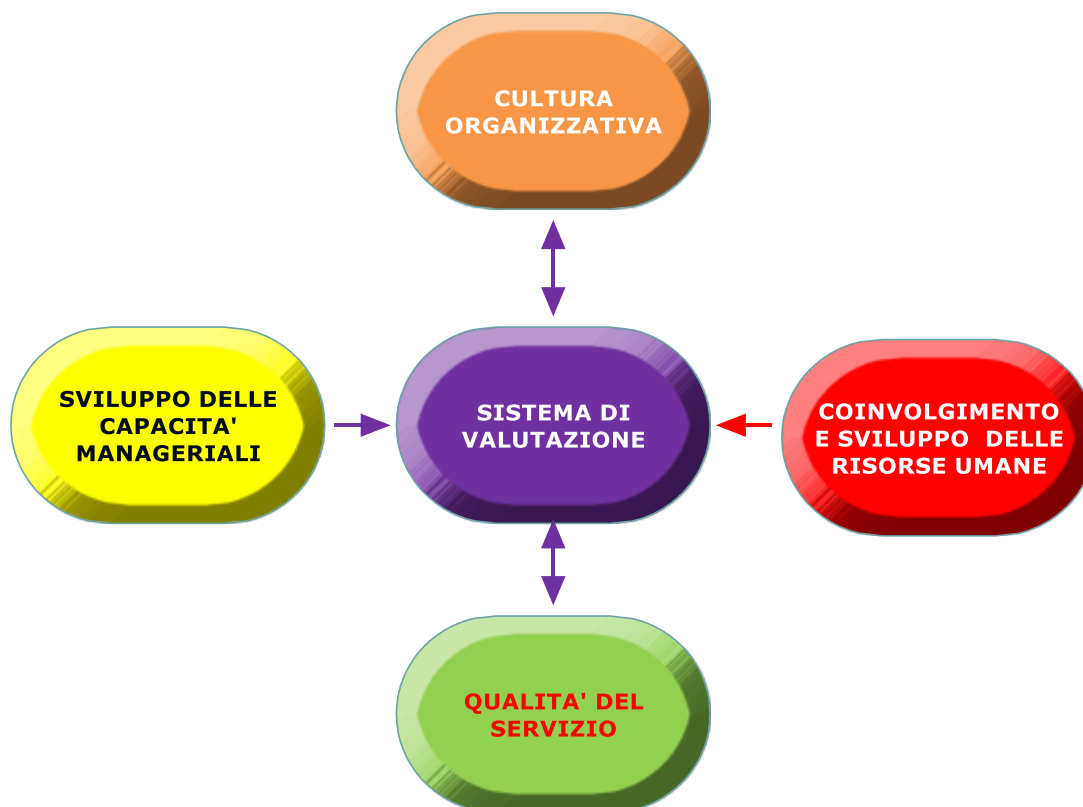 CULTURA
ORGANIZZATIVA
SVILUPPO DELLE
CAPACITA'
MANAGERIALI
SISTEMA DI
VALUTAZIONE
COINVOLGIMENTO
E SVILUPPO  DELLE
RISORSE UMANE
QUALITA' DEL
SERVIZIO